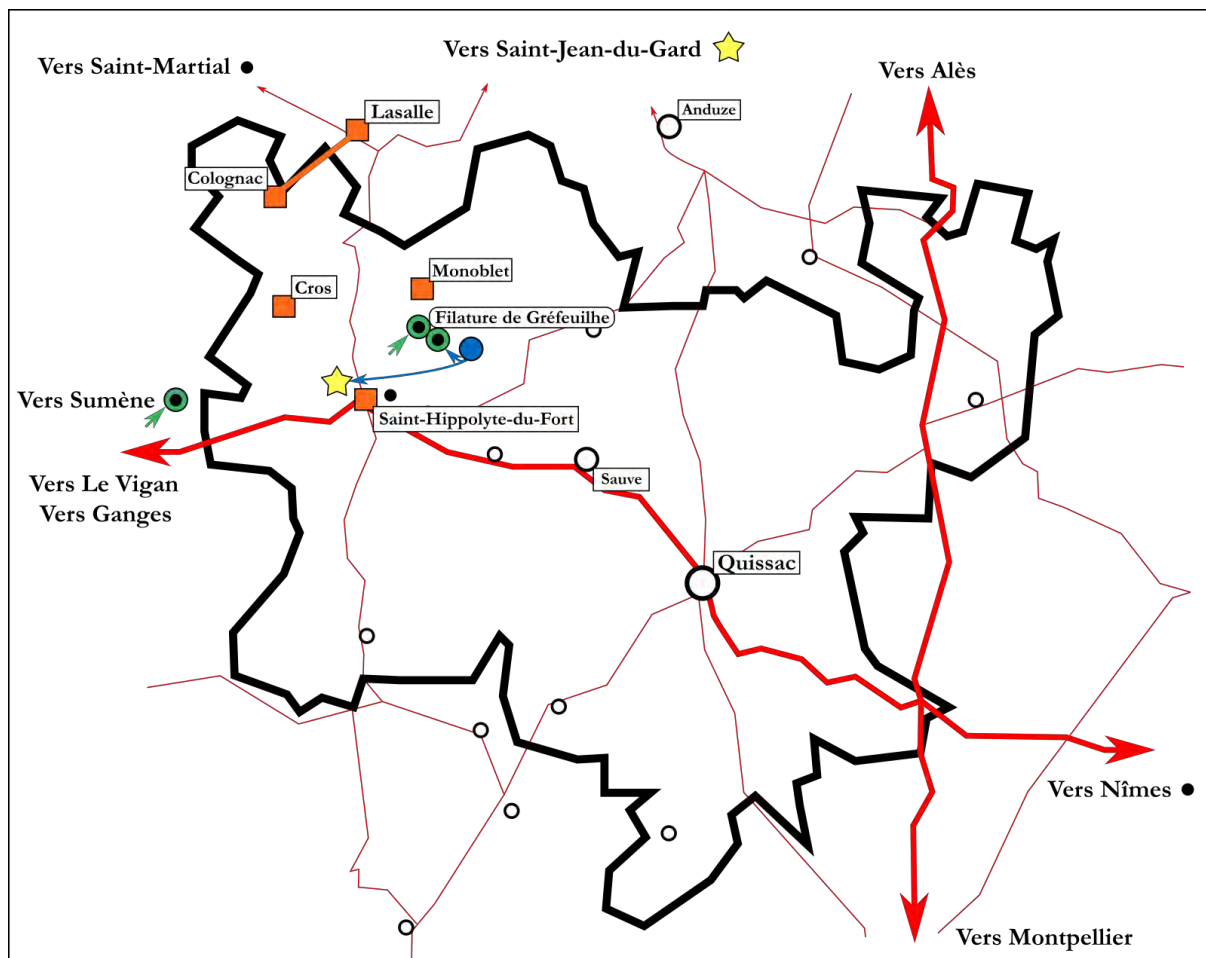 Vers Saint-Jean-du-Gard
Vers Saint-Martial
Vers Alès
Lasalle
Anduze
Colognac
Monoblet
Cros
Filature de Gréfeuilhe
Vers Sumène
Saint-Hippolyte-du-Fort
Sauve
Vers Le Vigan
Vers Ganges
Quissac
Vers Nîmes
Vers Montpellier